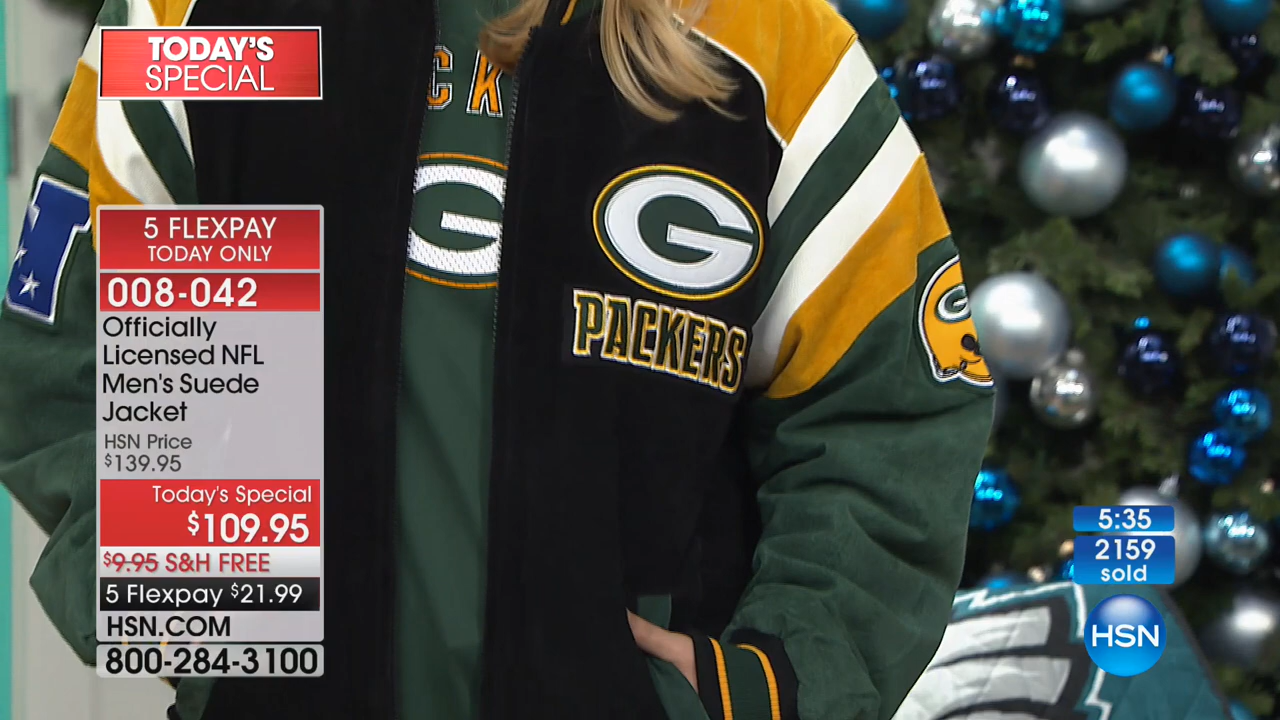 TODAY'S
SPECIAL
5 FLEXPAY
TODAY ONLY
008-042
Officially
Licensed NFL
Men's Suede
Jacket
HSN Price
$139.95
Today's Special
$109.95
$9.95 S&H FREE
5 Flexpay $21.99
HSN.COM
800-284-3100
CK
G
G
PACKERS
G
5:35
2159
sold
HSN